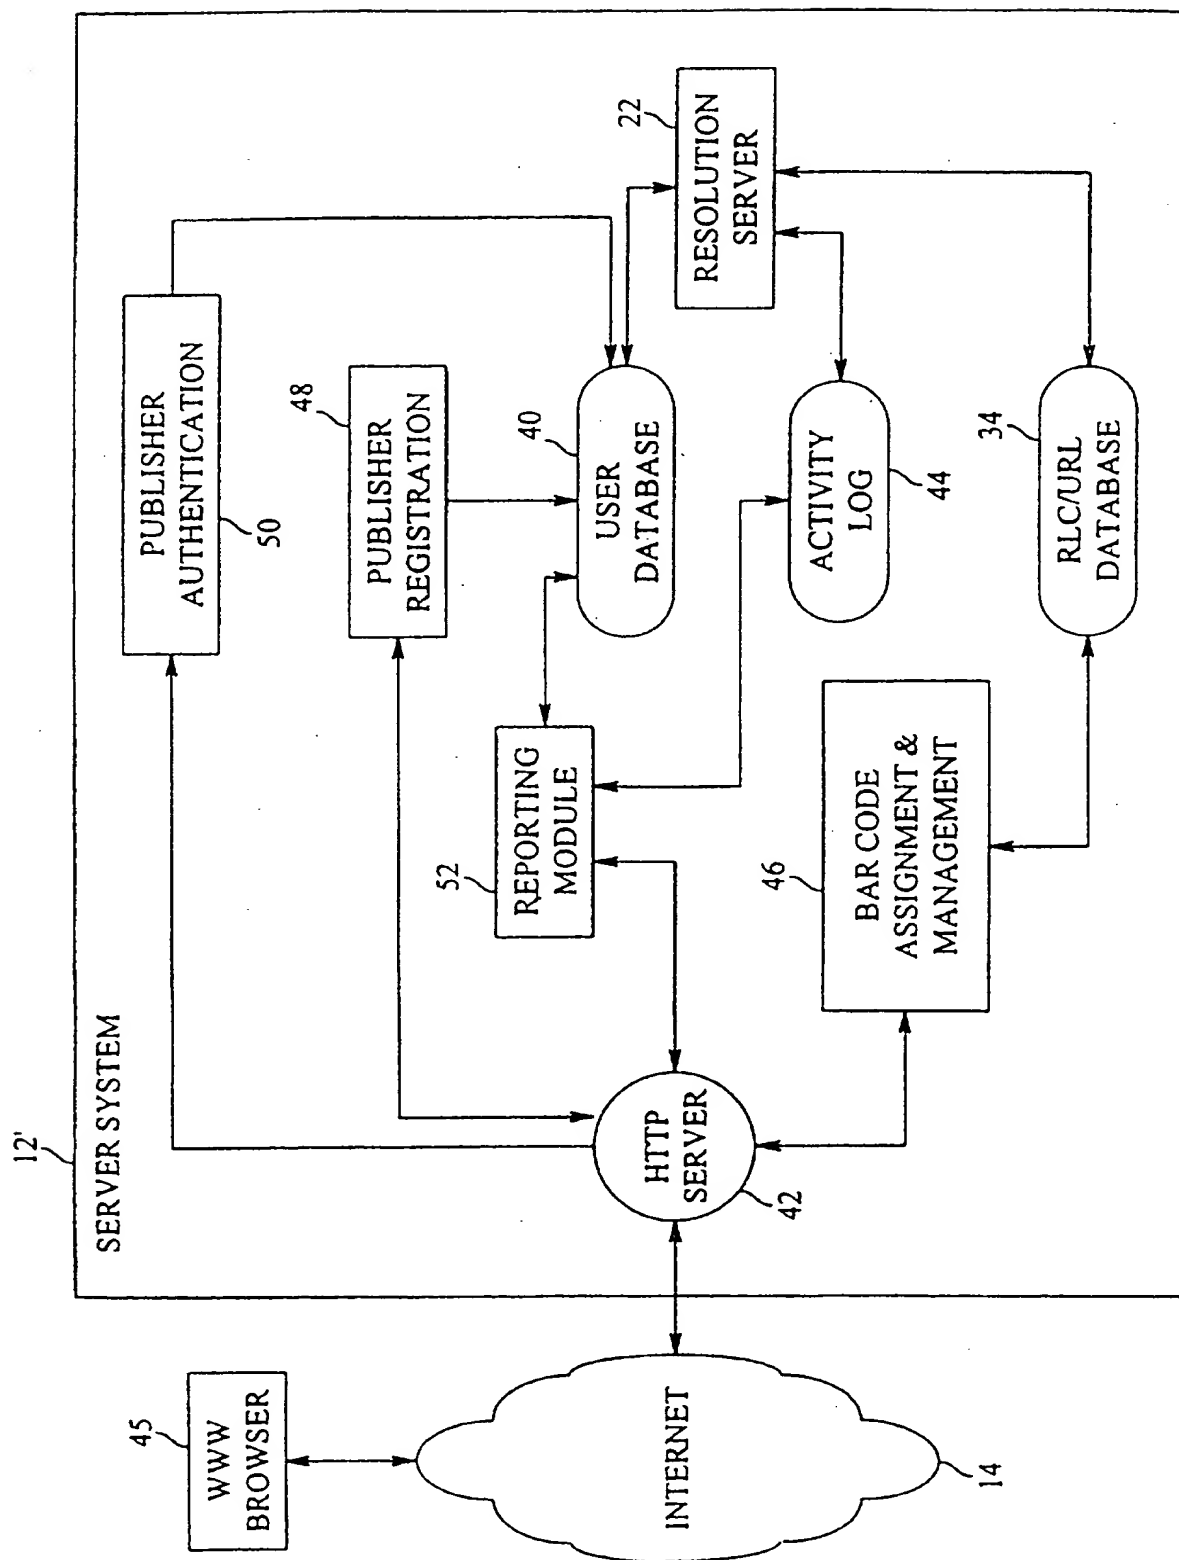 12'
SERVER SYSTEM
45
WWW
BROWSER
INTERNET
14
HTTP
SERVER
42
PUBLISHER
AUTHENTICATION
50
48
PUBLISHER
REGISTRATION
52
REPORTING
MODULE
40
USER
DATABASE
22
RESOLUTION
SERVER
ACTIVITY
LOG
44
46
BAR CODE
ASSIGNMENT &
MANAGEMENT
34
RLC/URL
DATABASE